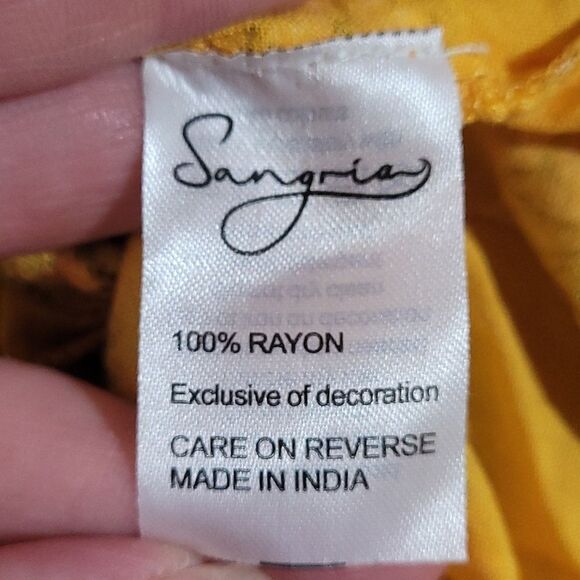 Sangria
100% RAYON
Exclusive of decoration
CARE ON REVERSE
MADE IN INDIA